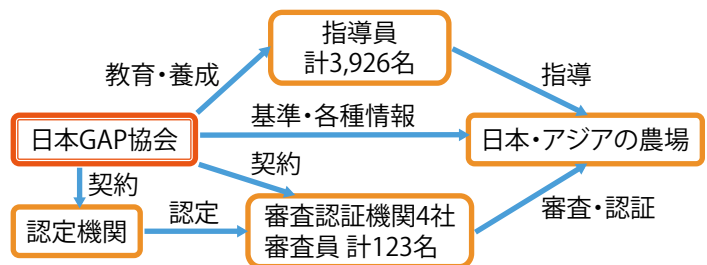 指導員
計3,926名
教育・養成
指導
基準・各種情報
日本GAP協会
日本・アジアの農場
契約
契約
認定
審査・認証
認定機関
審査認証機関4社
審査員 計123名